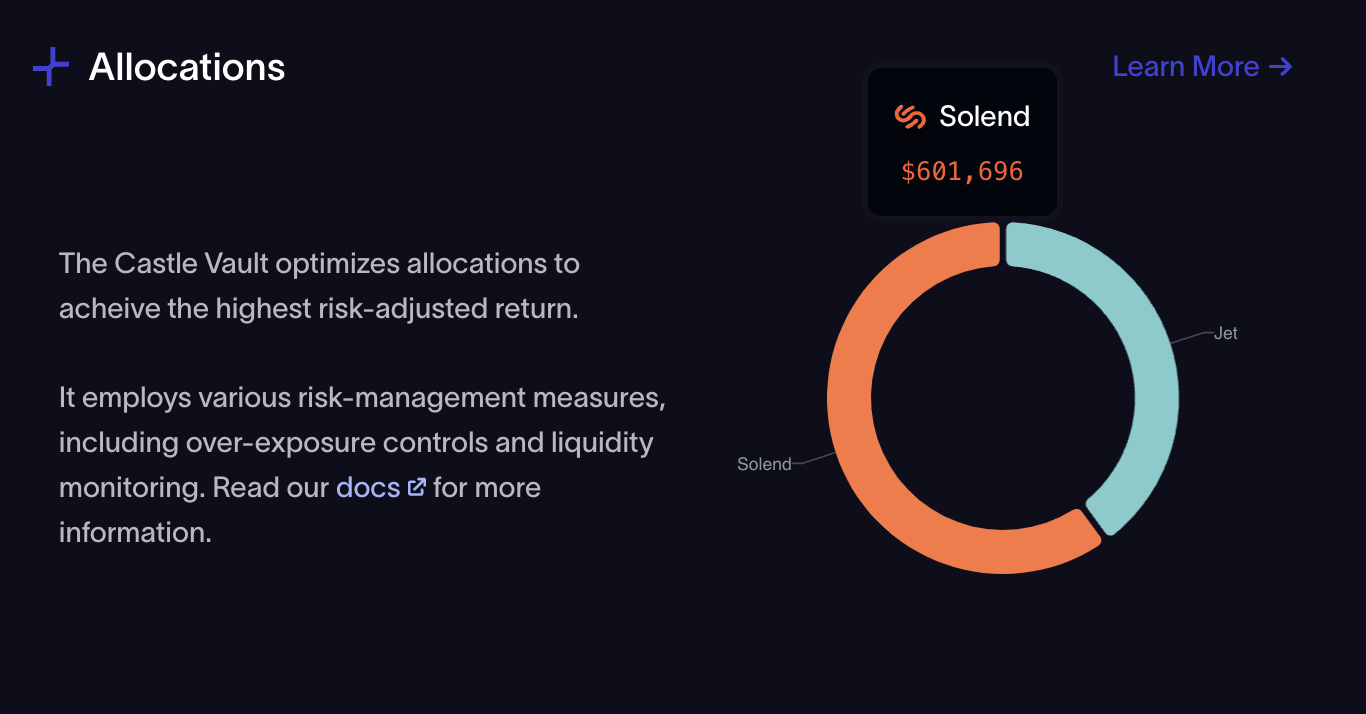 Allocations
Learn More →
Solend
$601,696
The Castle Vault optimizes allocations to
acheive the highest risk-adjusted return.
It employs various risk-management measures,
including over-exposure controls and liquidity
monitoring. Read our docs for more
information.
Jet
Solend